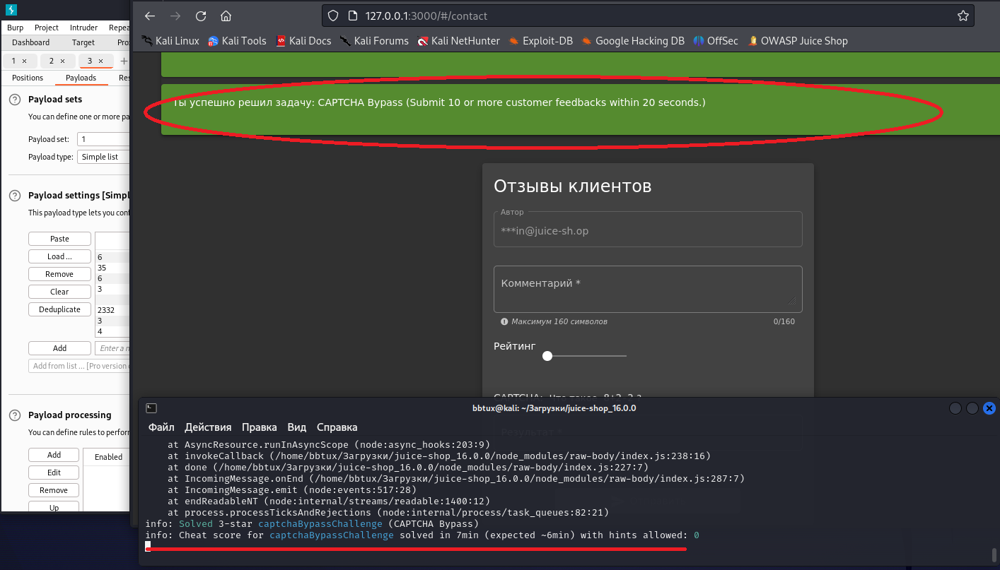 Burp Project Intruder Repea
Dashboard Target Pro
1 × 2 × 3 × +
Positions Payloads Res
Payload sets
You can define one or more pa
Payload set: 1
Payload type: Simple list
Payload settings [Simpl
This payload type lets you conf
Paste
Load ...
Remove
Clear
Deduplicate
6
35
6
3
2332
3
4
Add
Enter a n
Add from list ... [Pro version o
Payload processing
You can define rules to perform
Add
Edit
Remove
Up
Enabled
127.0.0.1:3000/#/contact
Kali Linux Kali Tools Kali Docs Kali Forums Kali NetHunter Exploit-DB Google Hacking DB OffSec OWASP Juice Shop
Ты успешно решил задачу: CAPTCHA Bypass (Submit 10 or more customer feedbacks within 20 seconds.)
Отзывы клиентов
Автор
***in@juice-sh.op
Комментарий *
Максимум 160 символов 0/160
Рейтинг
bbtux@kali: ~/Загрузки/juice-shop_16.0.0
Файл Действия Правка Вид Справка
Результат *
at AsyncResource.runInAsyncScope (node:async_hooks:203:9)
at invokeCallback (/home/bbtux/Загрузки/juice-shop_16.0.0/node_modules/raw-body/index.js:238:16)
at done (/home/bbtux/Загрузки/juice-shop_16.0.0/node_modules/raw-body/index.js:227:7)
at IncomingMessage.onEnd (/home/bbtux/Загрузки/juice-shop_16.0.0/node_modules/raw-body/index.js:287:7)
at IncomingMessage.emit (node:events:517:28)
at endReadableNT (node:internal/streams/readable:1400:12)
at process.processTicksAndRejections (node:internal/process/task_queues:82:21)
info: Solved 3-star captchaBypassChallenge (CAPTCHA Bypass)
info: Cheat score for captchaBypassChallenge solved in 7min (expected ~6min) with hints allowed: 0